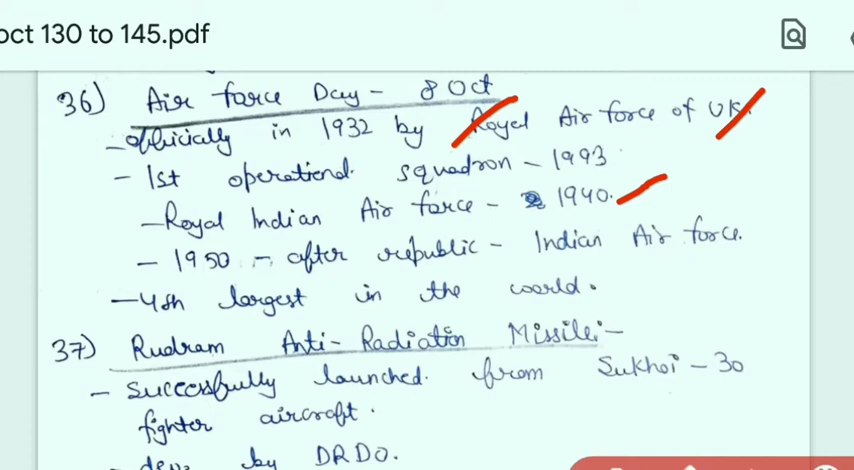 oct 130 to 145.pdf
36) Air force Day - 8 Oct
- officially in 1932 by Royal Air force of UK.
- 1st operational squadron - 1993
- Royal Indian Air force - 1940.
- 1950 - after republic - Indian Air force.
- 4th largest in the world.
37) Rudram Anti-Radiation Missile:-
- successfully launched from Sukhoi - 30
fighter aircraft.
by DRDO.